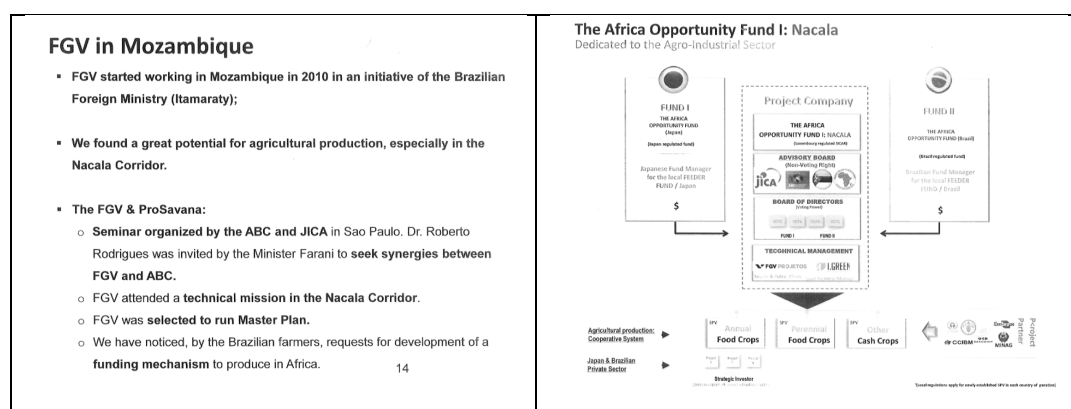 FGV in Mozambique
▪ FGV started working in Mozambique in 2010 in an initiative of the Brazilian
Foreign Ministry (Itamaraty);
▪ We found a great potential for agricultural production, especially in the
Nacala Corridor.
▪ The FGV & ProSavana:
o Seminar organized by the ABC and JICA in Sao Paulo. Dr. Roberto
Rodrigues was invited by the Minister Farani to seek synergies between
FGV and ABC.
o FGV attended a technical mission in the Nacala Corridor.
o FGV was selected to run Master Plan.
o We have noticed, by the Brazilian farmers, requests for development of a
funding mechanism to produce in Africa.
14
The Africa Opportunity Fund I: Nacala
Dedicated to the Agro-Industrial Sector
FUND I
THE AFRICA
OPPORTUNITY FUND
(Japan)
(Japan regulated fund)
Japanese Fund Manager
for the local FEEDER
FUND / Japan
$
Project Company
THE AFRICA
OPPORTUNITY FUND I: NACALA
(Luxembourg regulated SICAR)
ADVISORY BOARD
(Non-Voting Right)
JICA
BOARD OF DIRECTORS
(Voting Power)
FUND I FUND II
TECGHNICAL MANAGEMENT
FGV PROJETOS
FUND II
THE AFRICA
OPPORTUNITY FUND (Brazil)
(Brazil regulated fund)
Brazilian Fund Manager
for the local FEEDER
FUND / Brazil
$
Agricultural production:
Cooperative System
SPV
Annual
Food Crops
SPV
Perennial
Food Crops
SPV
Other
Cash Crops
CCIBM
MINAG
Project
Partner
Japan & Brazilian
Private Sector
Strategic Investor